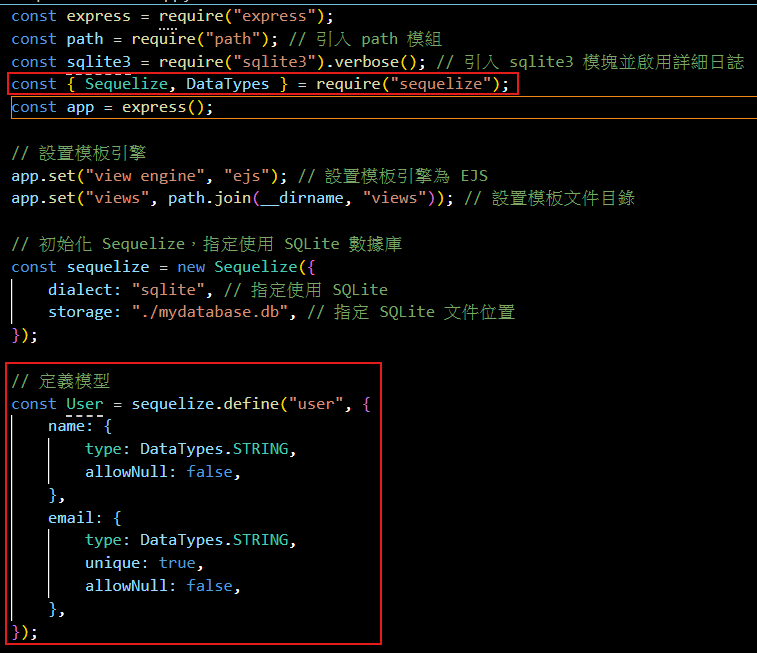 const express = require("express");
const path = require("path"); // 引入 path 模組
const sqlite3 = require("sqlite3").verbose(); // 引入 sqlite3 模塊並啟用詳細日誌
const { Sequelize, DataTypes } = require("sequelize");
const app = express();
// 設置模板引擎
app.set("view engine", "ejs"); // 設置模板引擎為 EJS
app.set("views", path.join(__dirname, "views")); // 設置模板文件目錄
// 初始化 Sequelize，指定使用 SQLite 數據庫
const sequelize = new Sequelize({
    dialect: "sqlite", // 指定使用 SQLite
    storage: "./mydatabase.db", // 指定 SQLite 文件位置
});
// 定義模型
const User = sequelize.define("user", {
    name: {
        type: DataTypes.STRING,
        allowNull: false,
    },
    email: {
        type: DataTypes.STRING,
        unique: true,
        allowNull: false,
    },
});